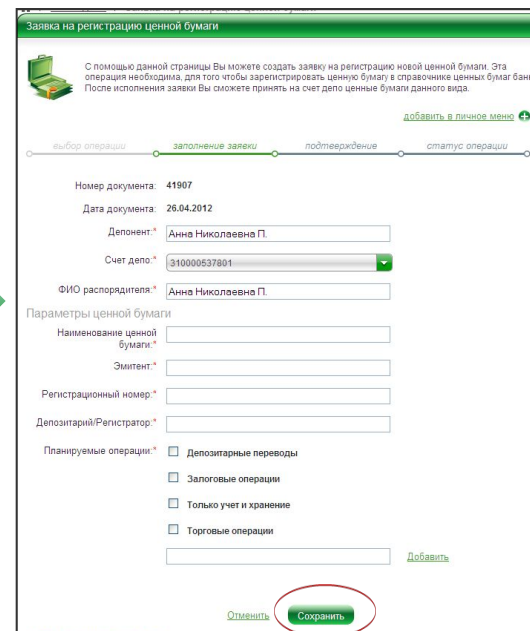 Заявка на регистрацию ценной бумаги
С помощью данной страницы Вы можете создать заявку на регистрацию новой ценной бумаги. Эта
операция необходима, для того чтобы зарегистрировать ценную бумагу в справочнике ценных бумаг бан
После исполнения заявки Вы сможете принять на счет депо ценные бумаги данного вида.
добавить в личное меню
выбор операции заполнение заявки подтверждение статус операции
Номер документа: 41907
Дата документа: 26.04.2012
Депонент:* Анна Николаевна П.
Счет депо:* 310000537801
ФИО распорядителя:* Анна Николаевна П.
Параметры ценной бумаги
Наименование ценной
бумаги:*
Эмитент:*
Регистрационный номер:*
Депозитарий/Регистратор:*
Планируемые операции:* Депозитарные переводы
Залоговые операции
Только учет и хранение
Торговые операции
Добавить
Отменить Сохранить